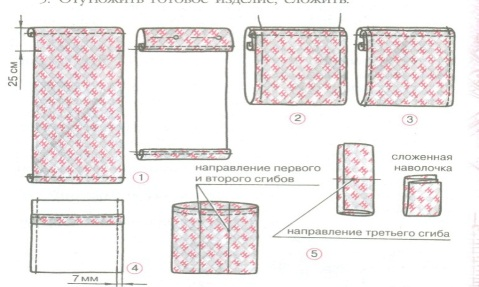 5. Отутюжить готовое изделие, сложить.
25 см
1
2
3
направление первого
и второго сгибов
сложенная
наволочка
направление третьего сгиба
7 мм
4
5